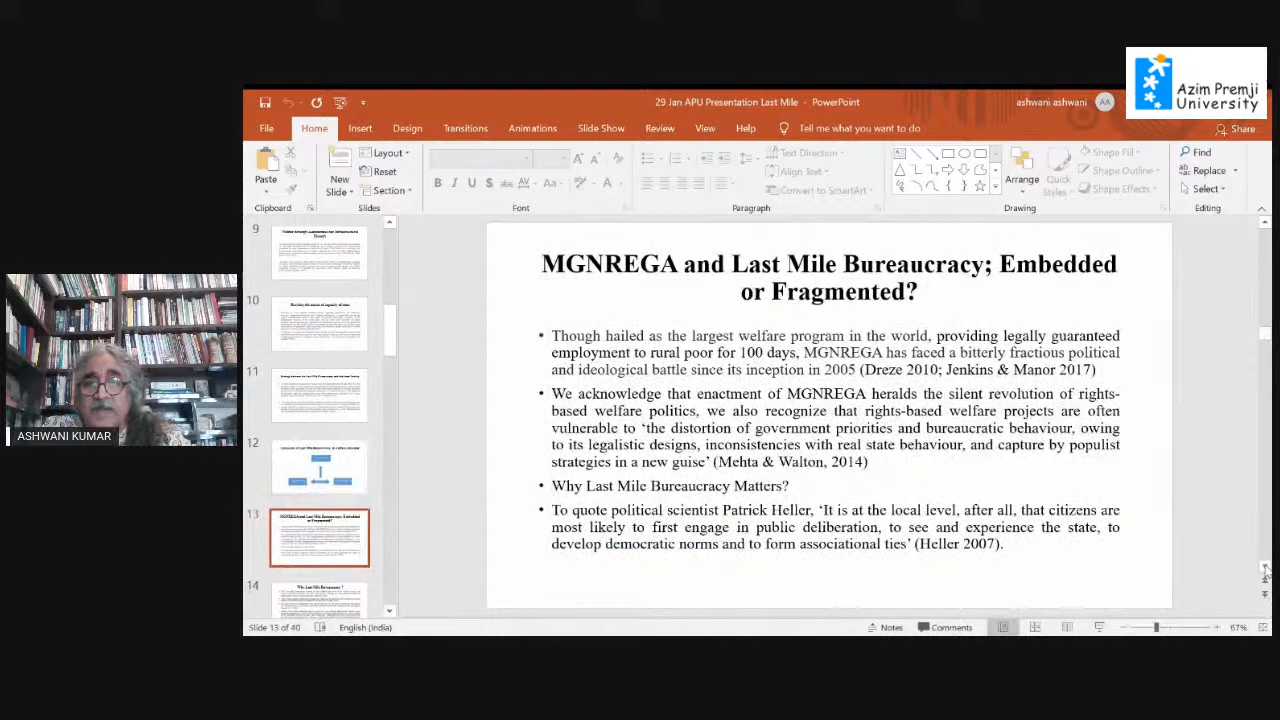 Azim Premji
University
29 Jan APU Presentation Last Mile - PowerPoint
ashwani ashwani
AA
File
Home
Insert
Design
Transitions
Animations
Slide Show
Review
View
Help
Tell me what you want to do
Share
Paste
New
Slide
Layout
Reset
Section
B I U S abc AV Aa
Text Direction
Align Text
Convert to SmartArt
Arrange
Quick
Styles
Shape Fill
Shape Outline
Shape Effects
Find
Replace
Select
Clipboard
Slides
Font
Paragraph
Drawing
Editing
9
10
11
12
13
14
MGNREGA and Last Mile Bureaucracy; Embedded
or Fragmented?
• Though hailed as the largest welfare program in the world, providing legally guaranteed
employment to rural poor for 100 days, MGNREGA has faced a bitterly fractious political
and ideological battle since its inception in 2005 (Dreze 2010; Jenkins & Manor 2017)
• We acknowledge that enactment of MGNREGA heralds the silent revolution of rights-
based welfare politics, we also recognize that rights-based welfare projects are often
vulnerable to 'the distortion of government priorities and bureaucratic behaviour, owing
to its legalistic designs, inconsistencies with real state behaviour, and capture by populist
strategies in a new guise' (Mehta & Walton, 2014)
• Why Last Mile Bureaucracy Matters?
• To quote political scientist Patrick Heller, 'It is at the local level, after all, that citizens are
most likely to first engage in public deliberation, to see and experience the state, to
practice democratic norms, to form associational ties' (Heller 2007).
ASHWANI KUMAR
Slide 13 of 40
English (India)
Notes
Comments
67%